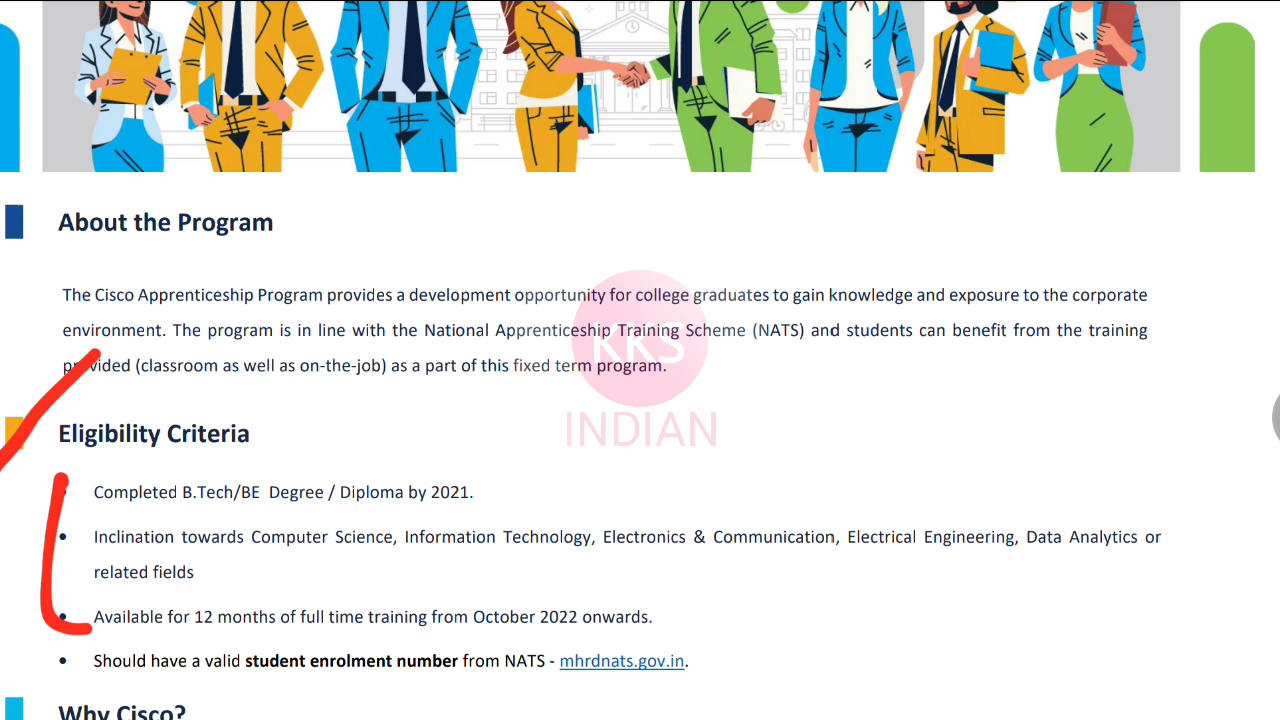 About the Program
The Cisco Apprenticeship Program provides a development opportunity for college graduates to gain knowledge and exposure to the corporate
environment. The program is in line with the National Apprenticeship Training Scheme (NATS) and students can benefit from the training
provided (classroom as well as on-the-job) as a part of this fixed term program.
KKS
INDIAN
Eligibility Criteria
• Completed B.Tech/BE Degree / Diploma by 2021.
• Inclination towards Computer Science, Information Technology, Electronics & Communication, Electrical Engineering, Data Analytics or
related fields
• Available for 12 months of full time training from October 2022 onwards.
• Should have a valid student enrolment number from NATS - mhrdnats.gov.in.
Why Cisco?